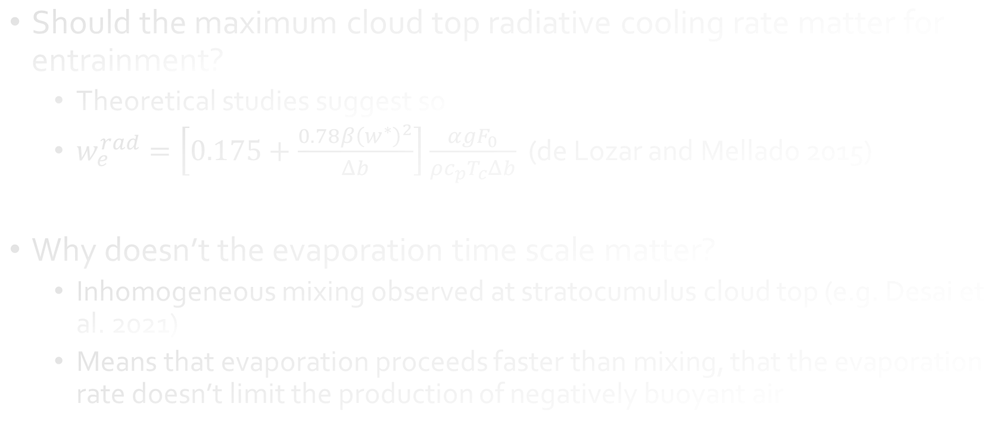 • Should the maximum cloud top radiative cooling rate matter for
entrainment?
• Theoretical studies suggest so
• $w_e^{rad} = \left[0.175 + \frac{0.78\beta(w^*)^2}{\Delta b}\right] \frac{\alpha g F_0}{\rho c_p T_c \Delta b}$ (de Lozar and Mellado 2015)
• Why doesn’t the evaporation time scale matter?
• Inhomogeneous mixing observed at stratocumulus cloud top (e.g. Desai et
al. 2021)
• Means that evaporation proceeds faster than mixing, that the evaporation
rate doesn’t limit the production of negatively buoyant air